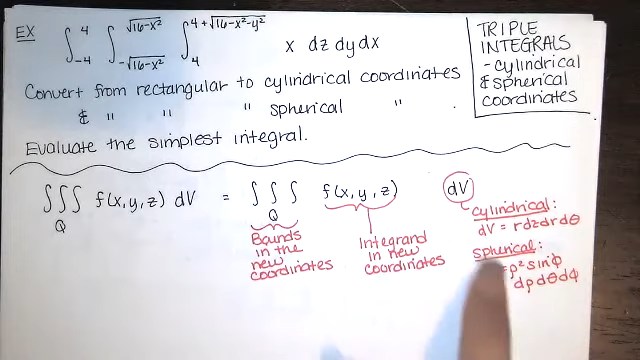 EX ∫_{-4}^{4} ∫_{-√(16-x²)}^{√(16-x²)} ∫_{4}^{4+√(16-x²-y²)} x dz dy dx
Convert from rectangular to cylindrical coordinates
& " " " spherical "
Evaluate the simplest integral.
TRIPLE
INTEGRALS
-cylindrical
& spherical
coordinates
∫∫∫_Q f(x,y,z) dV = ∫∫∫_Q f(x,y,z) dV
Bounds
in the
new
coordinates
Integrand
in new
coordinates
cylindrical:
dV = r dz dr dθ
spherical:
=ρ² sin φ
dρ dθ dφ